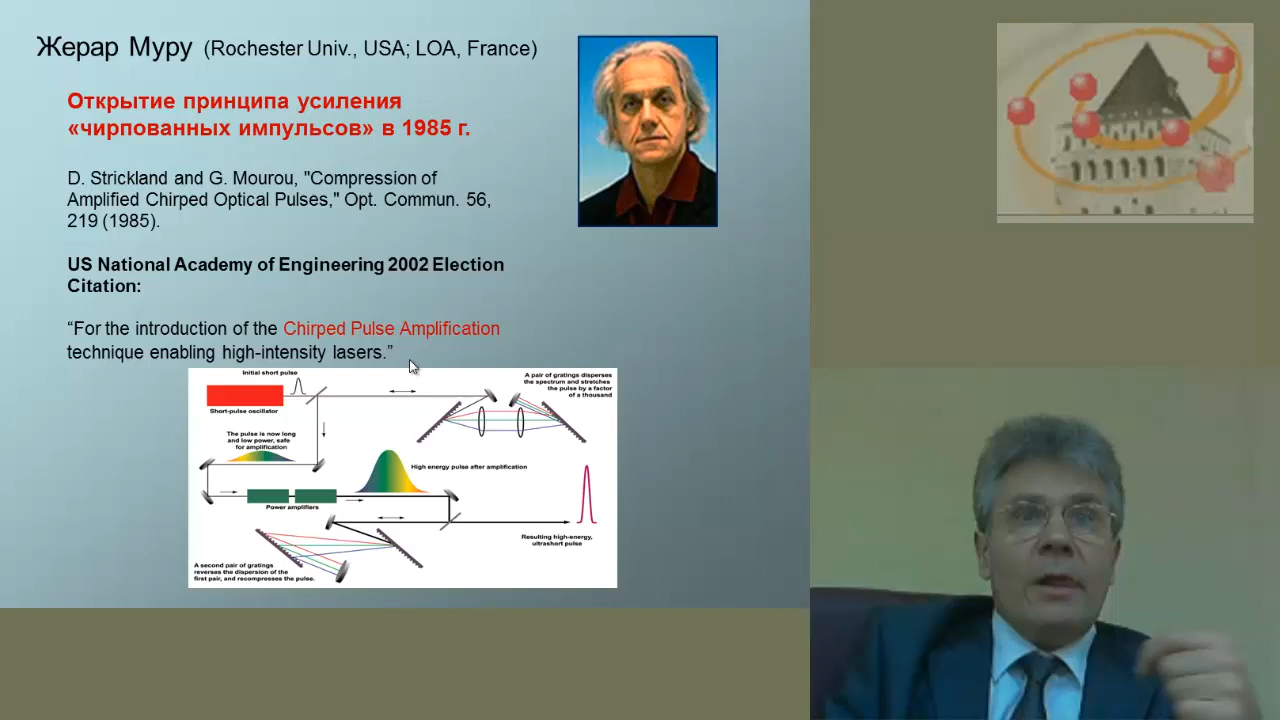 Жерар Муру (Rochester Univ., USA; LOA, France)
Открытие принципа усиления
«чирпованных импульсов» в 1985 г.
D. Strickland and G. Mourou, "Compression of
Amplified Chirped Optical Pulses," Opt. Commun. 56,
219 (1985).
US National Academy of Engineering 2002 Election
Citation:
“For the introduction of the Chirped Pulse Amplification
technique enabling high-intensity lasers.”
Initial short pulse
Short-pulse oscillator
A pair of gratings disperses
the spectrum and stretches
the pulse by a factor
of a thousand
The pulse is now long
and low power, safe
for amplification
High energy pulse after amplification
Power amplifiers
Resulting high-energy,
ultrashort pulse
A second pair of gratings
reverses the dispersion of the
first pair, and recompresses the pulse.